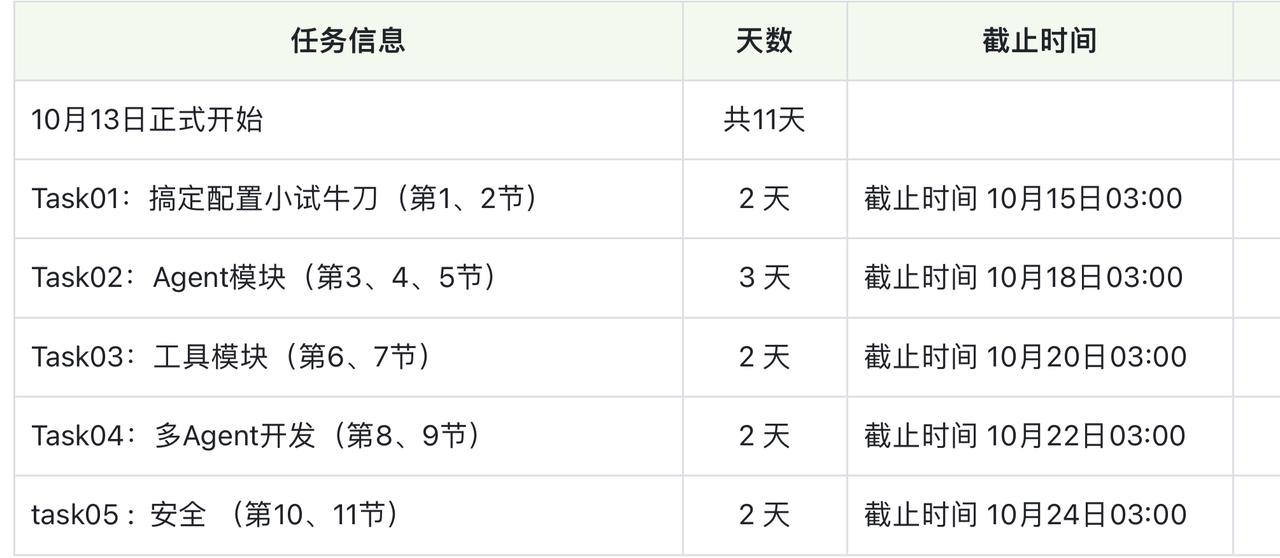 任务信息 天数 截止时间
10月13日正式开始 共11天
Task01：搞定配置小试牛刀（第1、2节） 2 天 截止时间 10月15日03:00
Task02：Agent模块（第3、4、5节） 3 天 截止时间 10月18日03:00
Task03：工具模块（第6、7节） 2 天 截止时间 10月20日03:00
Task04：多Agent开发（第8、9节） 2 天 截止时间 10月22日03:00
task05 : 安全 （第10、11节） 2 天 截止时间 10月24日03:00